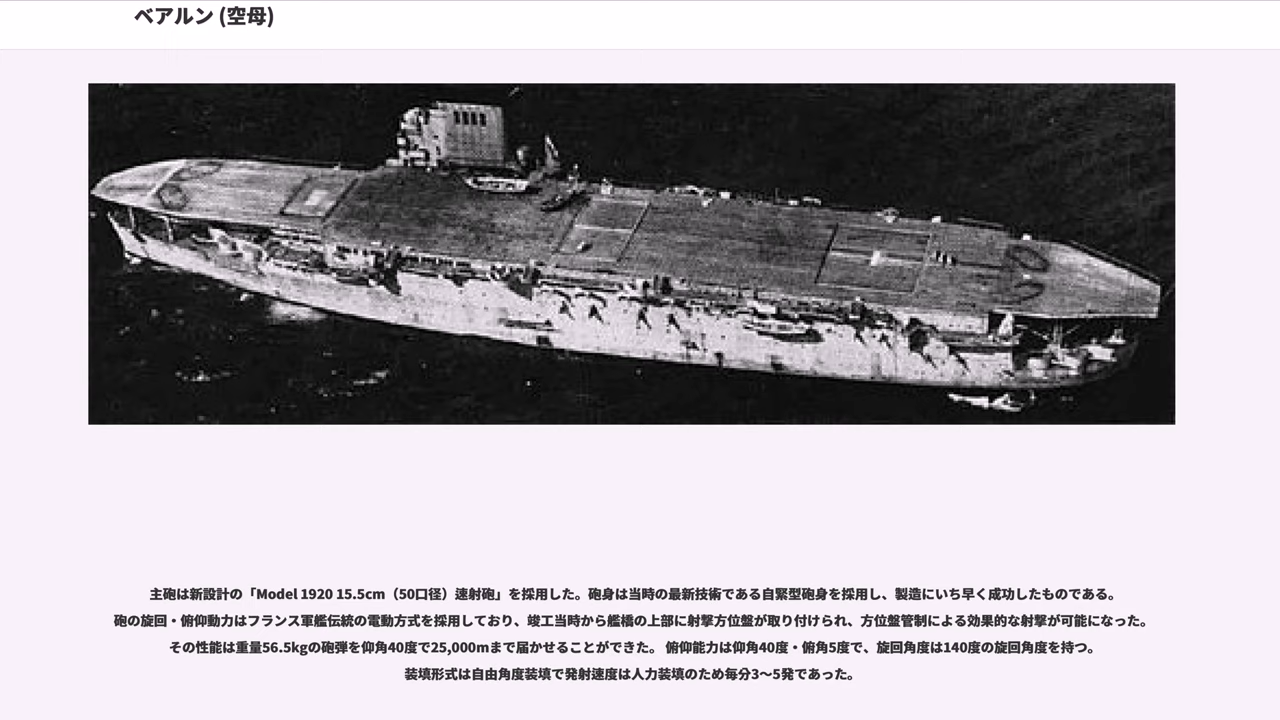 ベアルン (空母)
主砲は新設計の「Model 1920 15.5cm（50口径）速射砲」を採用した。砲身は当時の最新技術である自緊型砲身を採用し、製造にいち早く成功したものである。
砲の旋回・俯仰動力はフランス軍艦伝統の電動方式を採用しており、竣工当時から艦橋の上部に射撃方位盤が取り付けられ、方位盤管制による効果的な射撃が可能になった。
その性能は重量56.5kgの砲弾を仰角40度で25,000mまで届かせることができた。 俯仰能力は仰角40度・俯角5度で、旋回角度は140度の旋回角度を持つ。
装填形式は自由角度装填で発射速度は人力装填のため毎分3～5発であった。